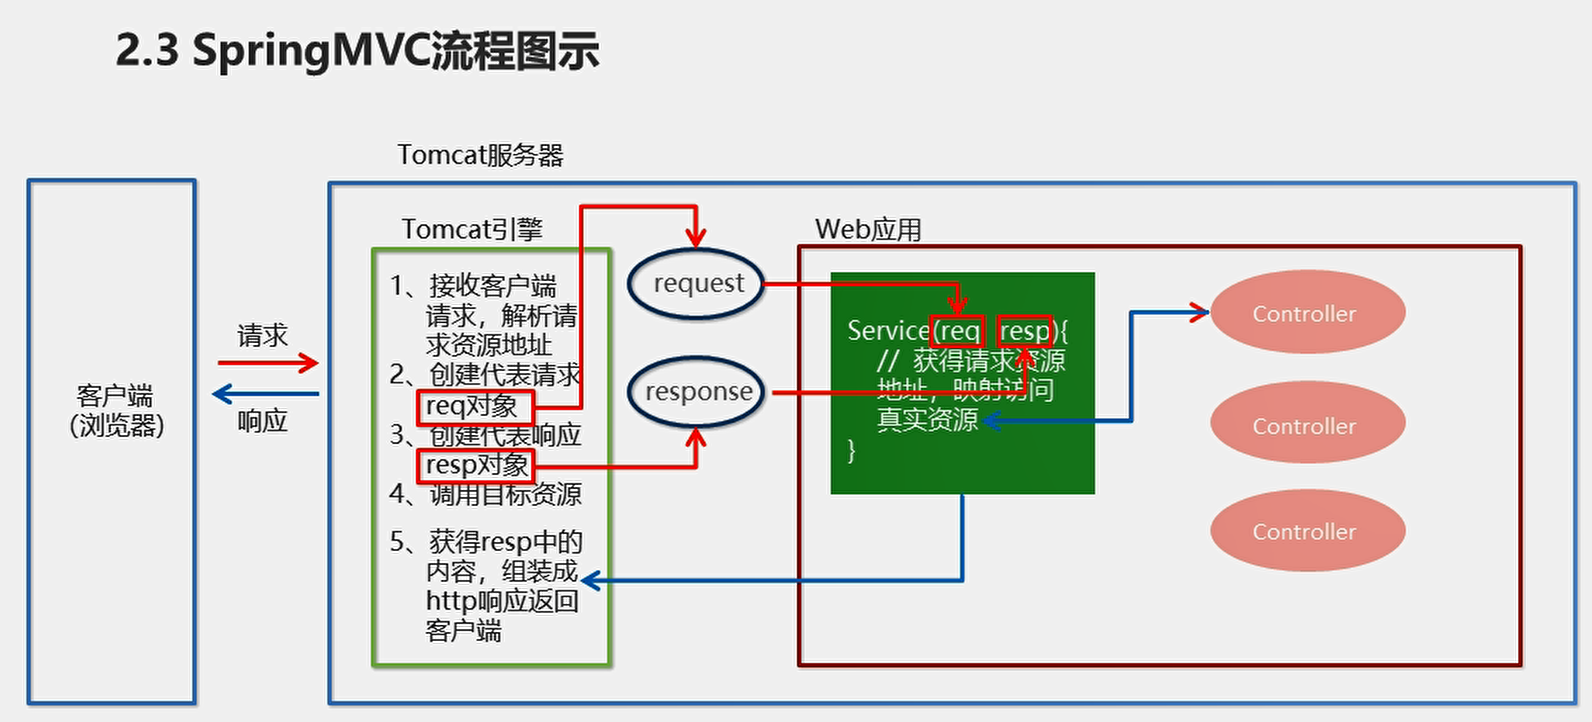 2.3 SpringMVC流程图示
Tomcat服务器
客户端
(浏览器)
请求
响应
Tomcat引擎
1、接收客户端
请求，解析请
求资源地址
2、创建代表请求
req对象
3、创建代表响应
resp对象
4、调用目标资源
5、获得resp中的
内容，组装成
http响应返回
客户端
request
response
Web应用
Service(req resp){
// 获得请求资源
地址，映射访问
真实资源
}
Controller
Controller
Controller